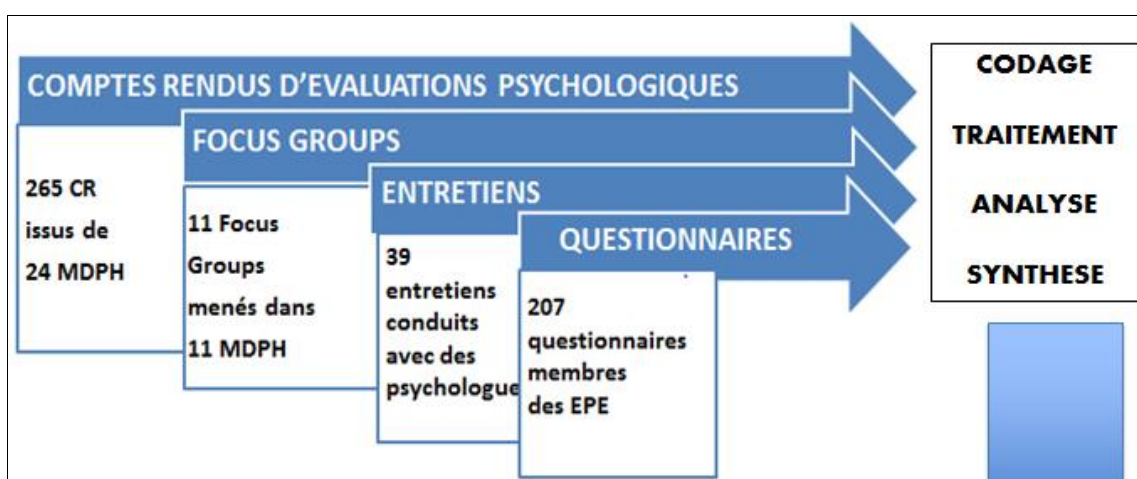 COMPTES RENDUS D'EVALUATIONS PSYCHOLOGIQUES
265 CR
issus de
24 MDPH
FOCUS GROUPS
11 Focus
Groups
menés dans
11 MDPH
ENTRETIENS
39
entretiens
conduits
avec des
psychologue
QUESTIONNAIRES
207
questionnaires
membres
des EPE
CODAGE
TRAITEMENT
ANALYSE
SYNTHESE